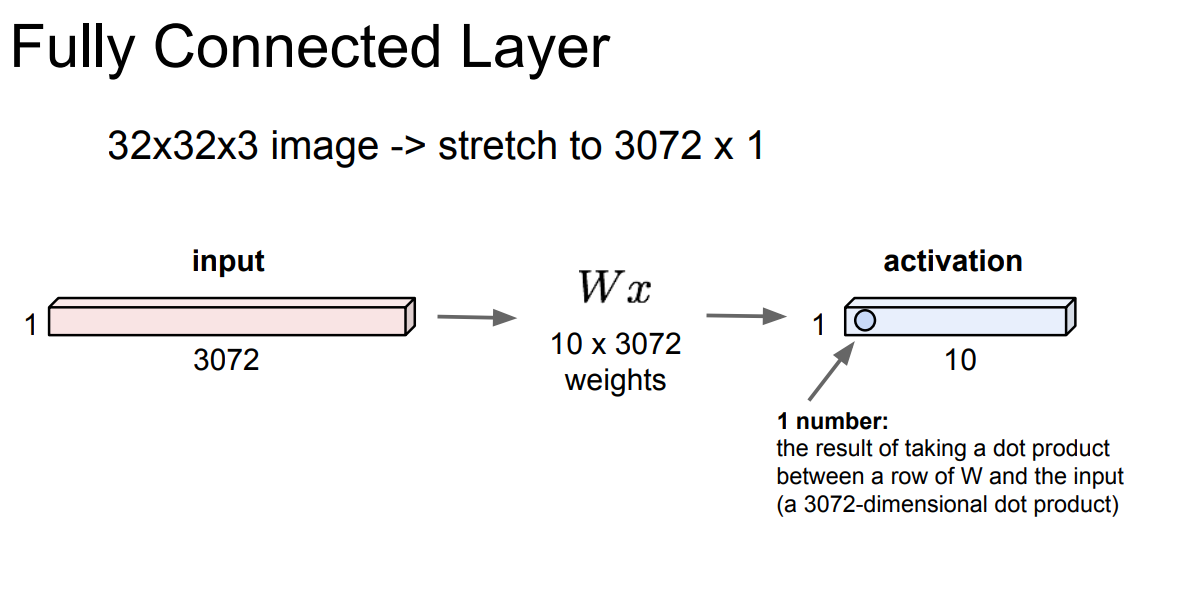 Fully Connected Layer
32x32x3 image -> stretch to 3072 x 1
input
1
3072
Wx
10 x 3072
weights
activation
1
10
1 number:
the result of taking a dot product
between a row of W and the input
(a 3072-dimensional dot product)